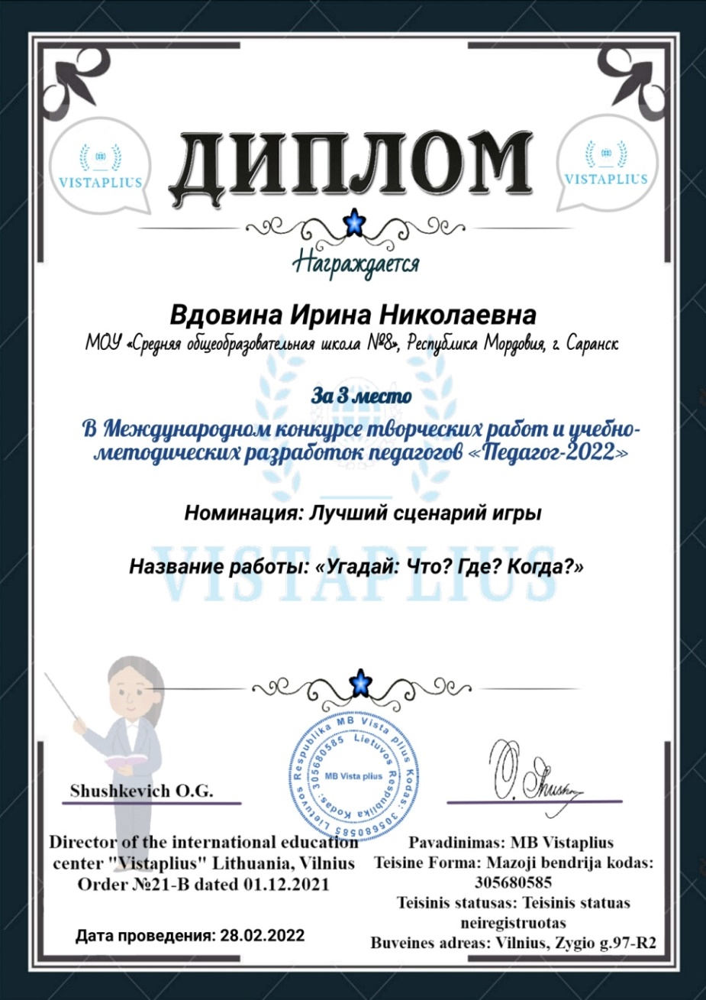 VISTAPLIUS
ДИПЛОМ
VISTAPLIUS
Награждается
Вдовина Ирина Николаевна
МОУ «Средняя общеобразовательная школа №8», Республика Мордовия, г. Саранск
За 3 место
В Международном конкурсе творческих работ и учебно-
методических разработок педагогов «Педагог-2022»
Номинация: Лучший сценарий игры
VISTAPLIUS
Название работы: «Угадай: Что? Где? Когда?»
Lietuvos Respublika MB Vista plius Kodas: 305680585
Lietuvos Respublika Kodas: 305680585
MB Vista plius
Shushkevich O.G.
O. Shushk
Director of the international education
center "Vistaplius" Lithuania, Vilnius
Order №21-B dated 01.12.2021
Дата проведения: 28.02.2022
Pavadinimas: MB Vistaplius
Teisine Forma: Mazoji bendrija kodas:
305680585
Teisinis statusas: Teisinis statuas
neiregistruotas
Buveines adreas: Vilnius, Zygio g.97-R2